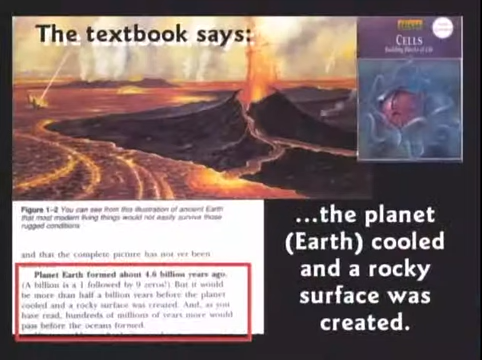 The textbook says:
CELLS
Building Blocks of Life
Figure 1-2 You can see from this illustration of ancient Earth
that most modern living things would not easily survive those
rugged conditions
and that the complete picture has not yet been
Planet Earth formed about 4.6 billion years ago.
(A billion is a 1 followed by 9 zeros!) But it would
be more than half a billion years before the planet
cooled and a rocky surface was created. And, as you
have read, hundreds of millions of years more would
pass before the oceans formed.
...the planet
(Earth) cooled
and a rocky
surface was
created.